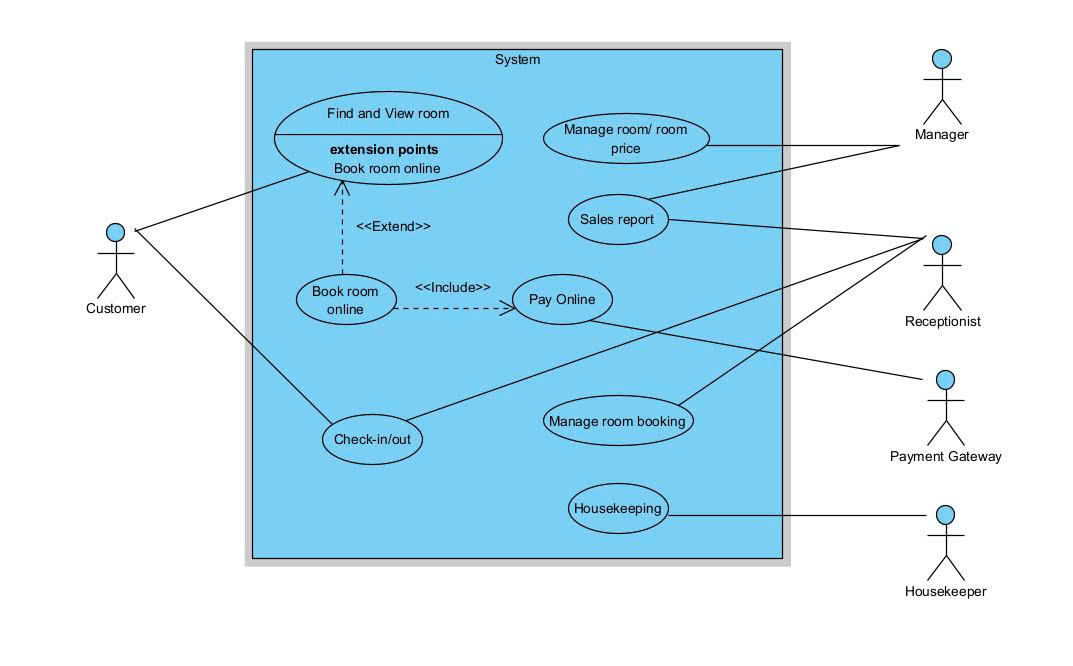 System
Find and View room
extension points
Book room online
Manage room/ room
price
Manager
Sales report
<<Extend>>
Customer
Receptionist
Book room
online
<<Include>>
Pay Online
Payment Gateway
Check-in/out
Manage room booking
Housekeeping
Housekeeper